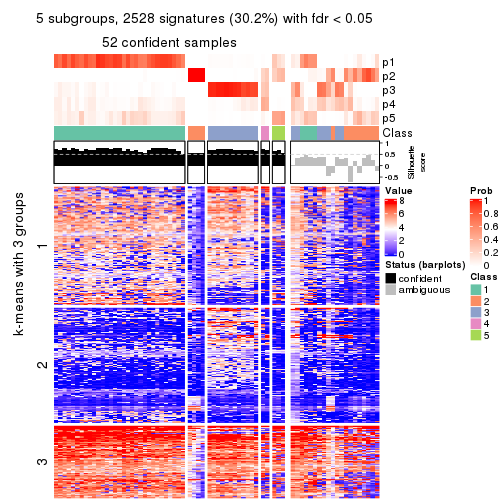 5 subgroups, 2528 signatures (30.2%) with fdr < 0.05
52 confident samples
p1
p2
p3
p4
p5
Class
1
0.5
0
-0.5
Silhouette
score
k-means with 3 groups
1
2
3
Value
8
6
4
2
0
Status (barplots)
confident
ambiguous
Prob
1
0.8
0.6
0.4
0.2
0
Class
1
2
3
4
5